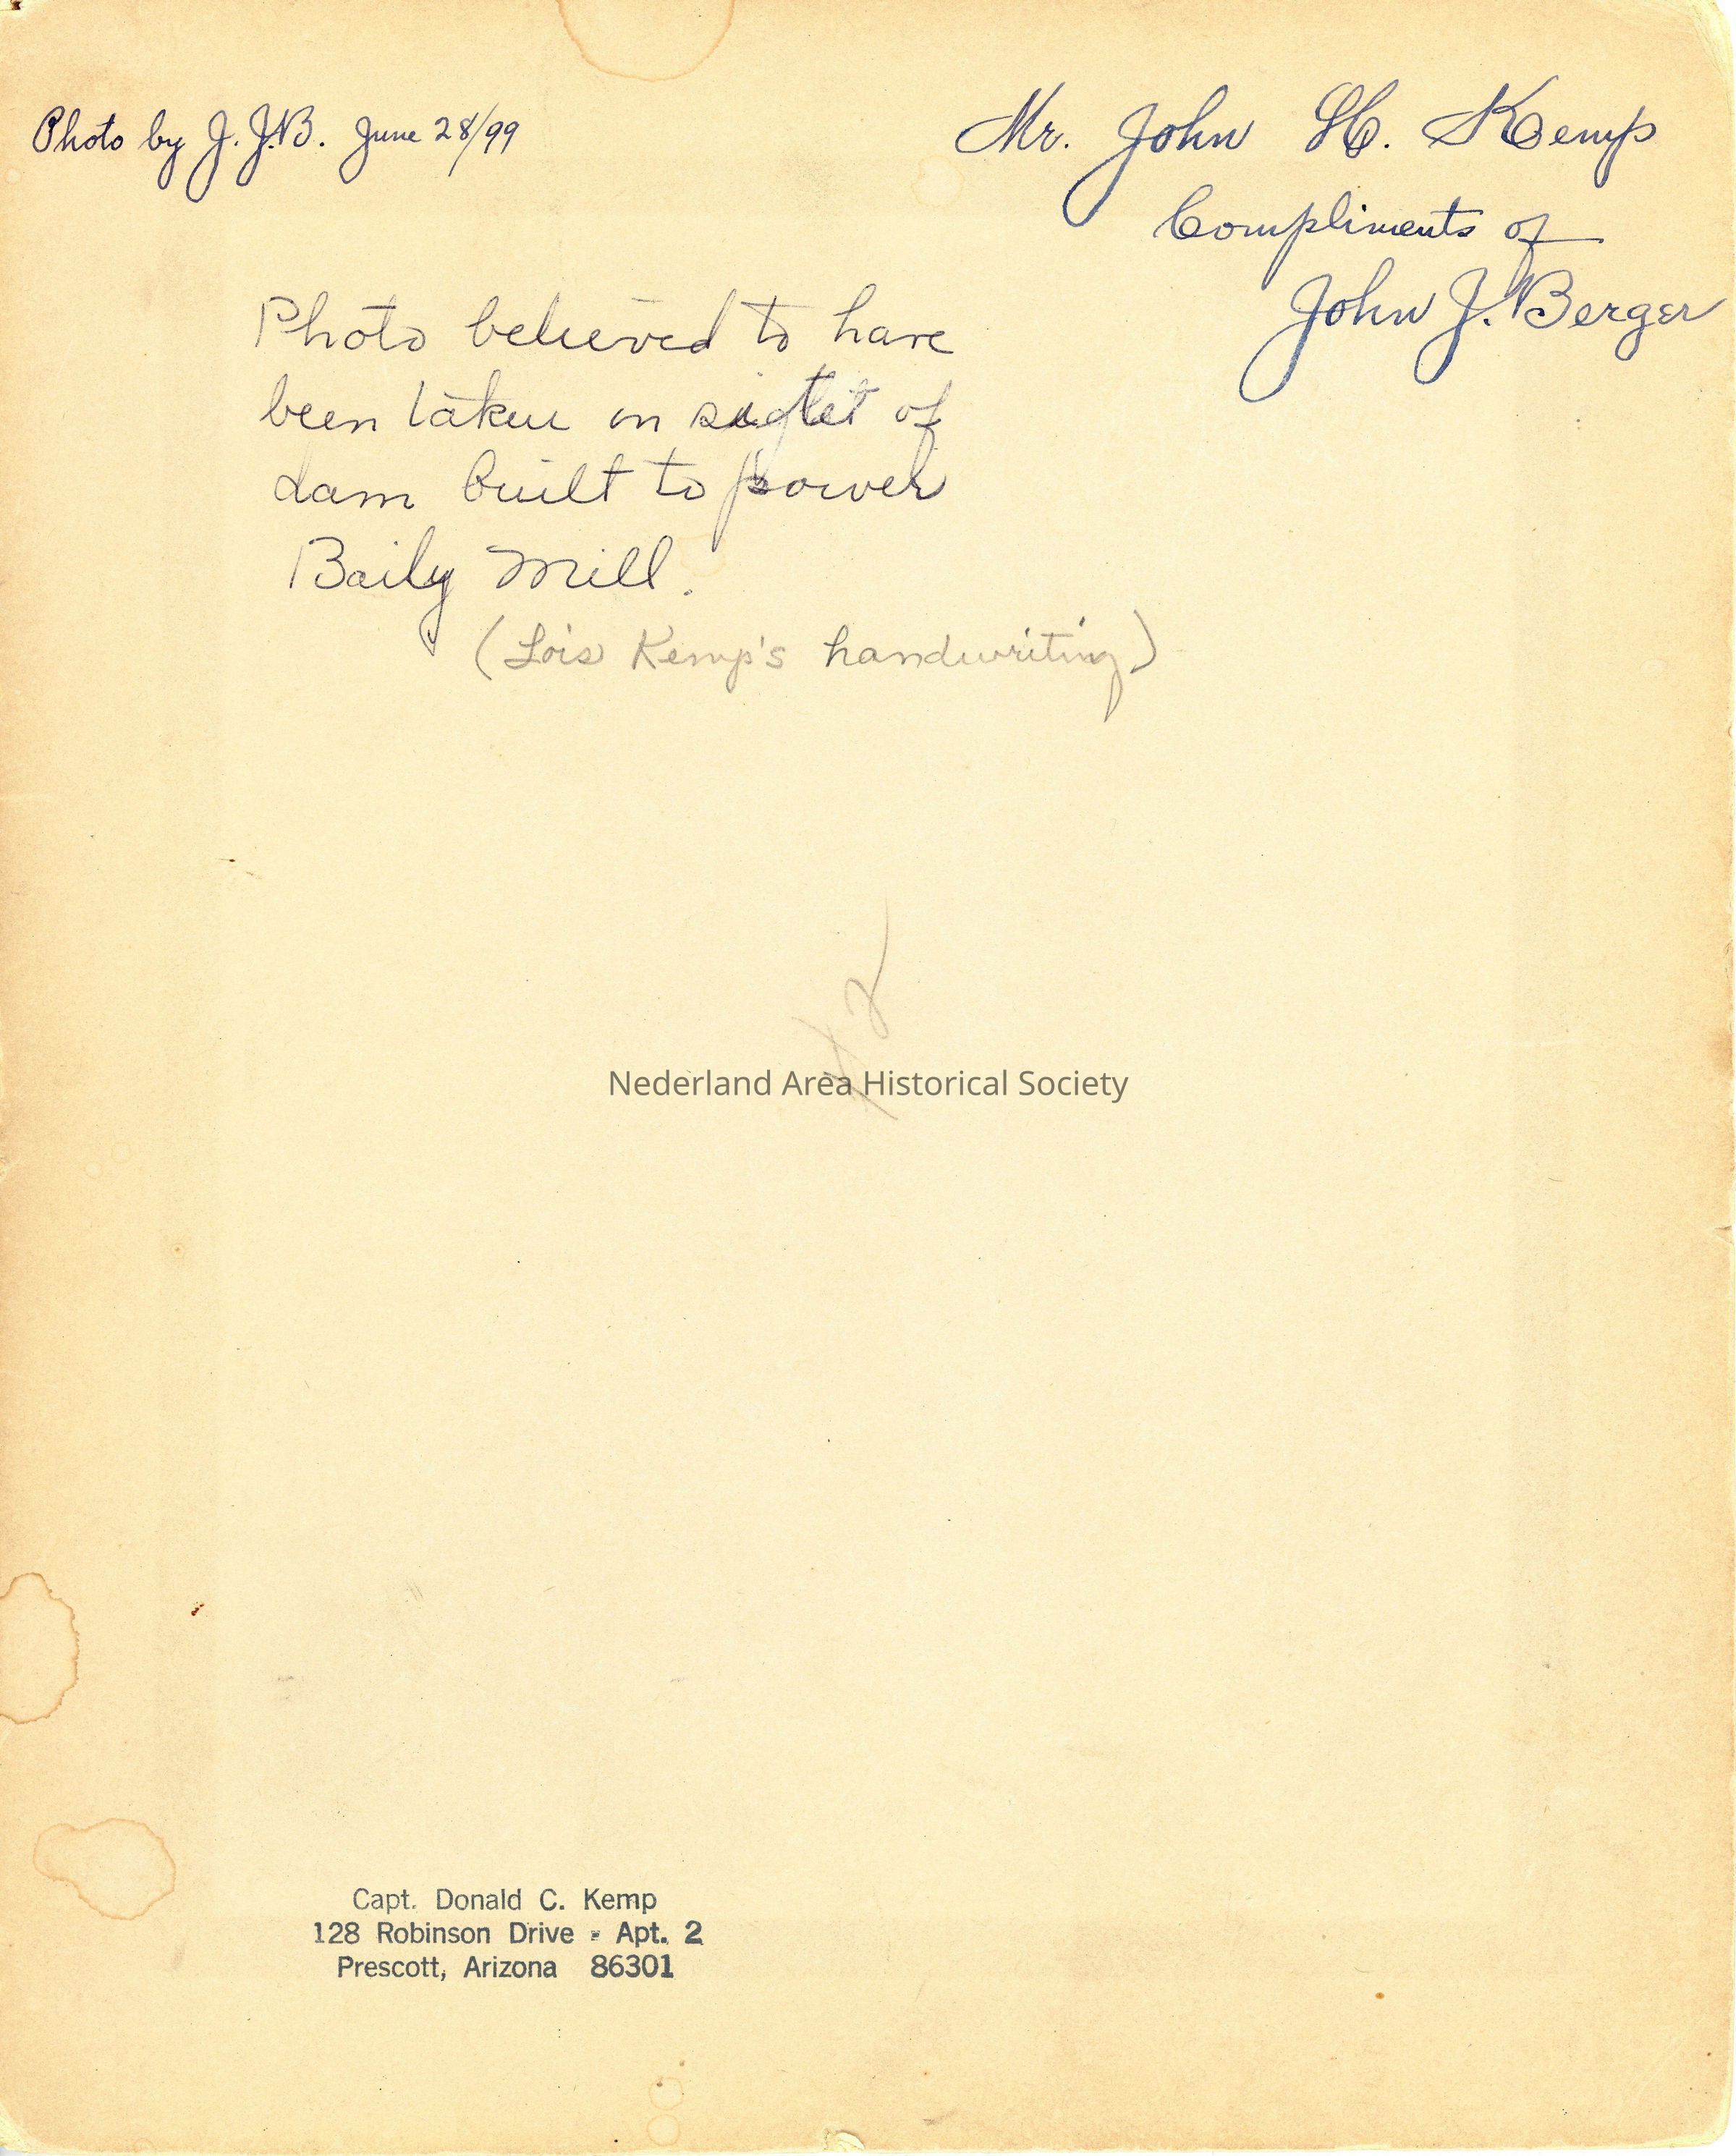 Photo by J. J. B. June 28/99
Mr. John H. Kemp
Compliments of
John J. Berger
Photo believed to have
been taken on of
dam built to power
Baily Mill.
(Lois Kemp's handwriting)
Nederland Area Historical Society
Capt. Donald C. Kemp
128 Robinson Drive - Apt. 2
Prescott, Arizona 86301